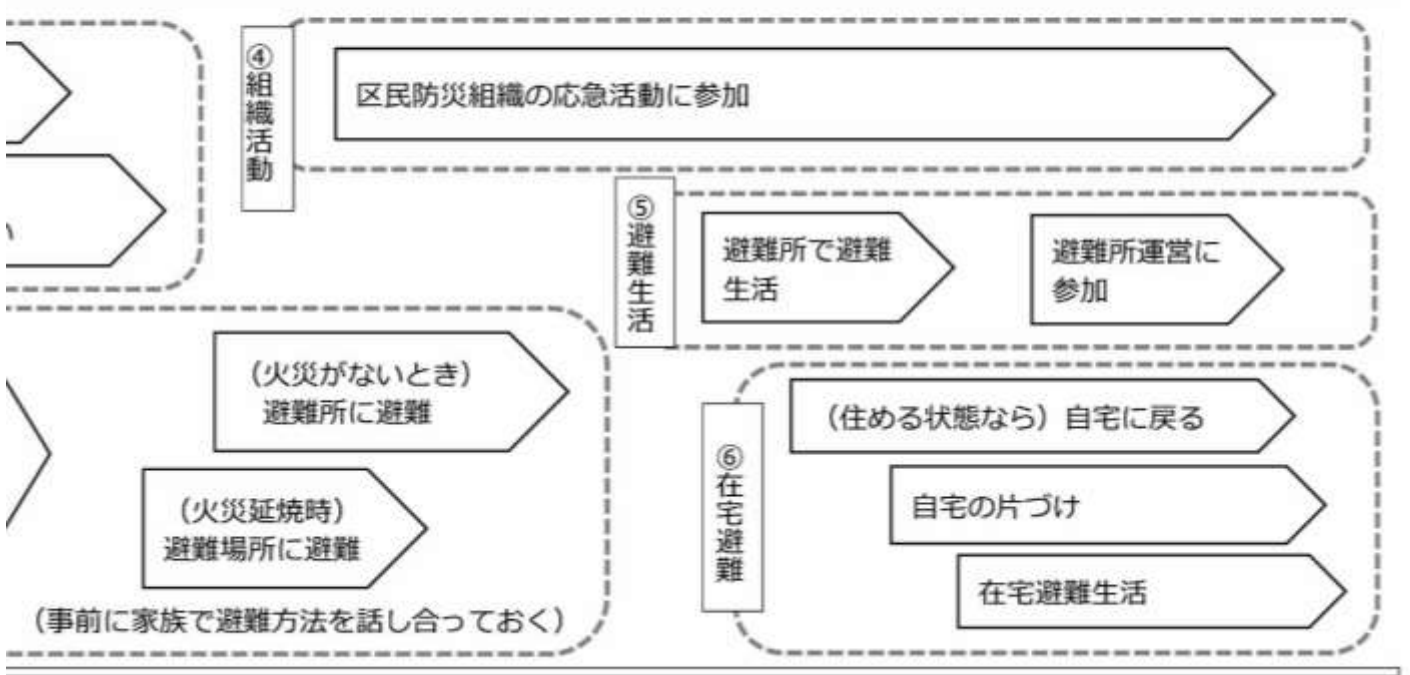 ④組織活動
区民防災組織の応急活動に参加
⑤避難生活
避難所で避難
生活
避難所運営に
参加
（火災がないとき）
避難所に避難
（火災延焼時）
避難場所に避難
（事前に家族で避難方法を話し合っておく）
⑥在宅避難
（住める状態なら）自宅に戻る
自宅の片づけ
在宅避難生活